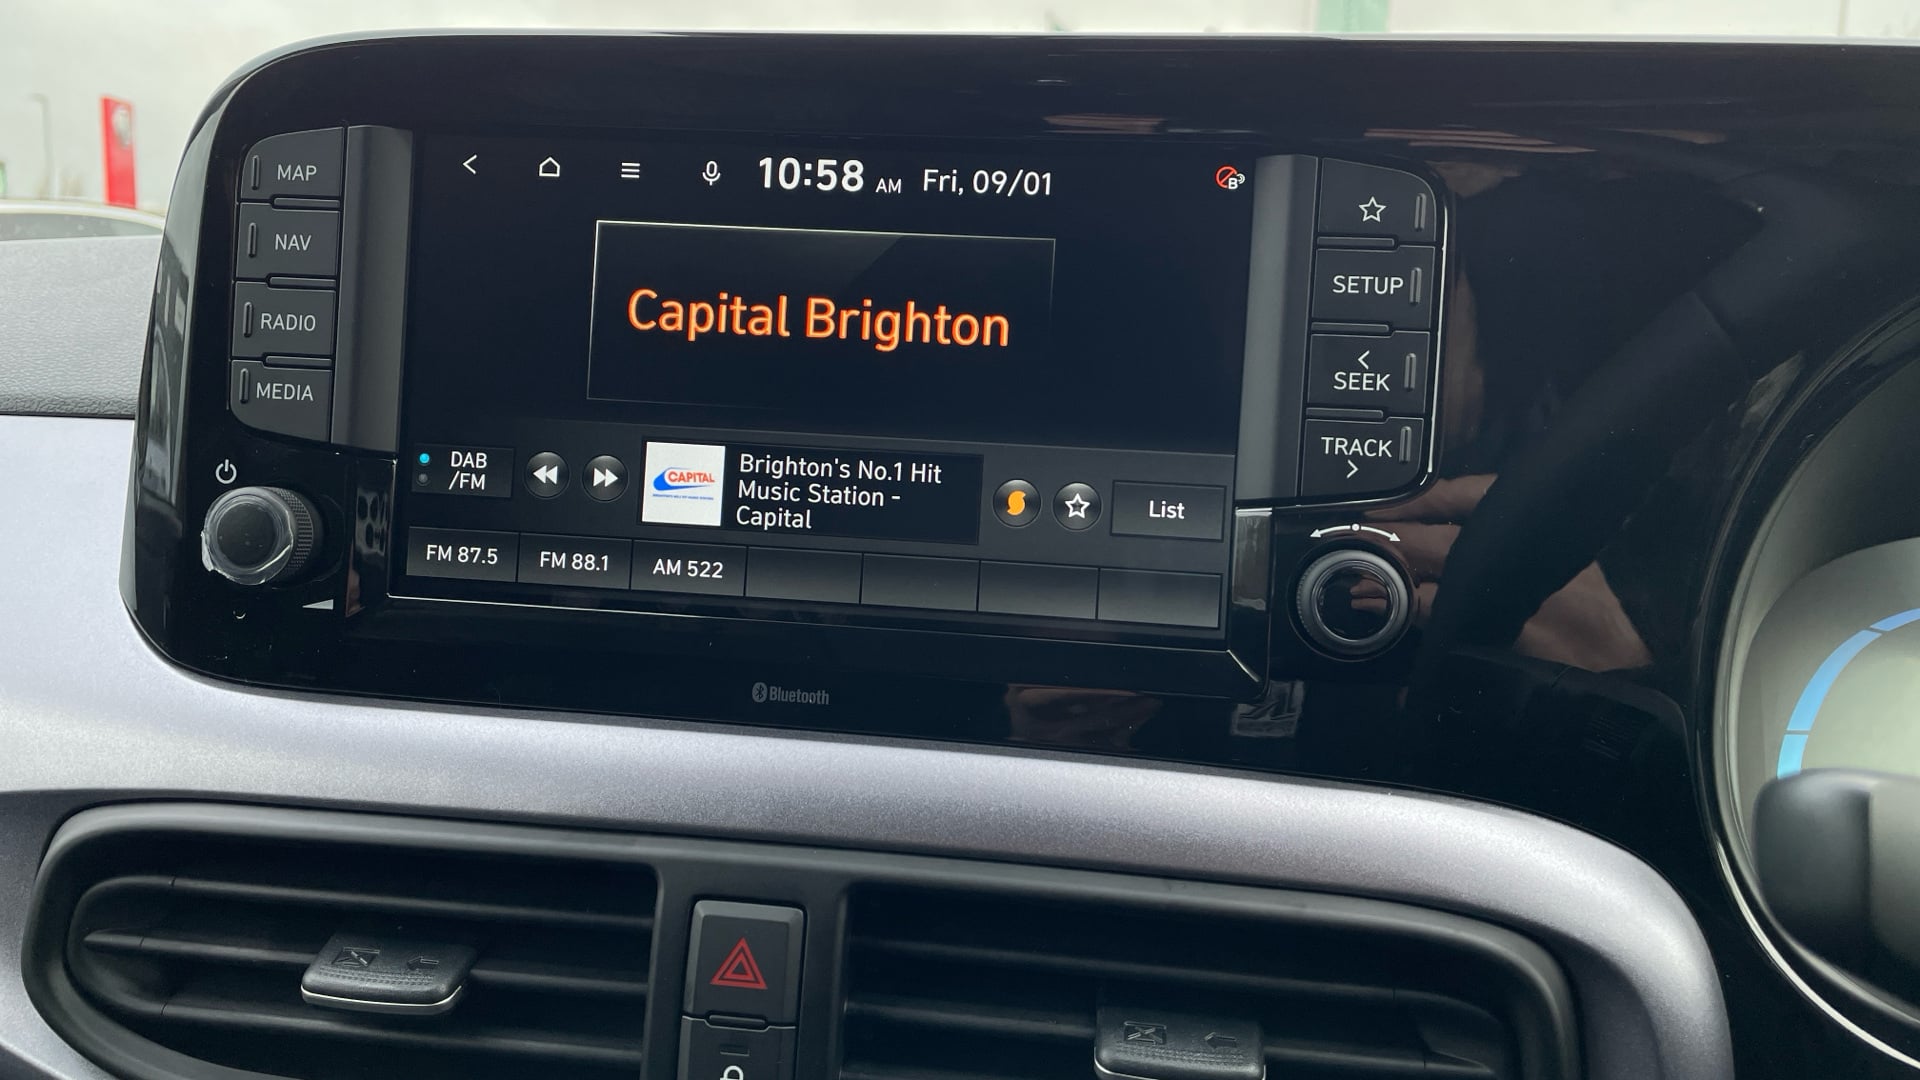 MAP
NAV
RADIO
MEDIA
10:58 AM Fri, 09/01
Capital Brighton
DAB
/FM
CAPITAL
Brighton's No.1 Hit
Music Station -
Capital
List
FM 87.5
FM 88.1
AM 522
SETUP
<
SEEK
TRACK
>
Bluetooth